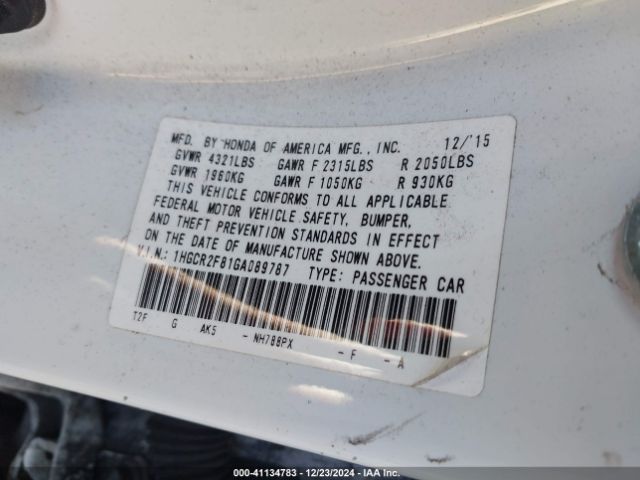 MFD. BY HONDA OF AMERICA MFG., INC. 12/'15
GVWR 4321LBS GAWR F 2315LBS R 2050LBS
GVWR 1960KG GAWR F 1050KG R 930KG
THIS VEHICLE CONFORMS TO ALL APPLICABLE
FEDERAL MOTOR VEHICLE SAFETY, BUMPER,
AND THEFT PREVENTION STANDARDS IN EFFECT
ON THE DATE OF MANUFACTURE SHOWN ABOVE.
V.I.N.: 1HGCR2F81GA089787 TYPE: PASSENGER CAR
T2F G AK5 - NH788PX - F - A
000-41134783 - 12/23/2024 - IAA Inc.